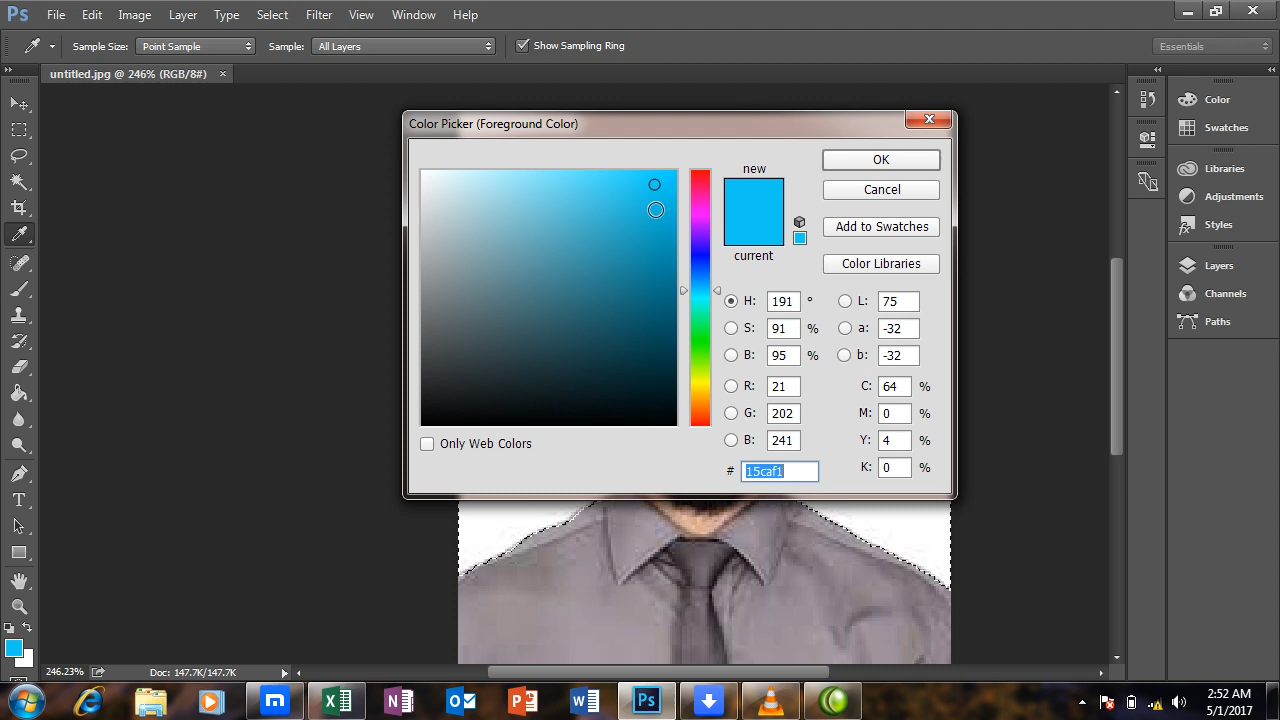 Ps File Edit Image Layer Type Select Filter View Window Help
Sample Size: Point Sample Sample: All Layers Show Sampling Ring Essentials
untitled.jpg @ 246% (RGB/8#) ×
Color Picker (Foreground Color)
new
current
OK
Cancel
Add to Swatches
Color Libraries
H: 191 ° L: 75
S: 91 % a: -32
B: 95 % b: -32
R: 21 C: 64 %
G: 202 M: 0 %
B: 241 Y: 4 %
# 15caf1 K: 0 %
Only Web Colors
Color
Swatches
Libraries
Adjustments
Styles
Layers
Channels
Paths
T
246.23% Doc: 147.7K/147.7K
m X N O P W Ps
2:52 AM
5/1/2017